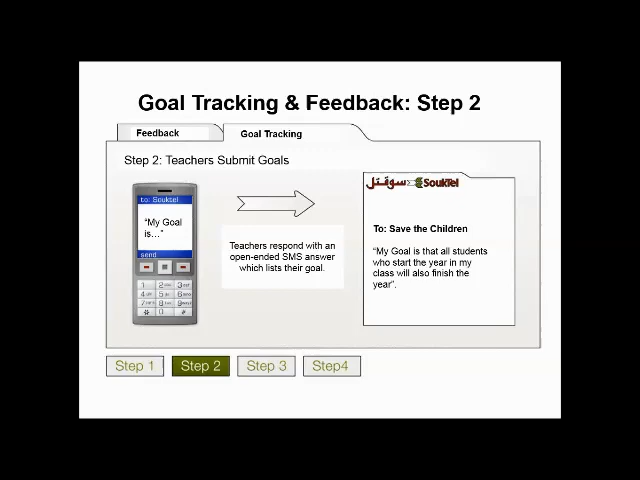 Goal Tracking & Feedback: Step 2
Feedback
Goal Tracking
Step 2: Teachers Submit Goals
to: Souktel
“My Goal
is...”
send
Teachers respond with an
open-ended SMS answer
which lists their goal.
سوقتل SoukTel
To: Save the Children
“My Goal is that all students
who start the year in my
class will also finish the
year”.
Step 1
Step 2
Step 3
Step4